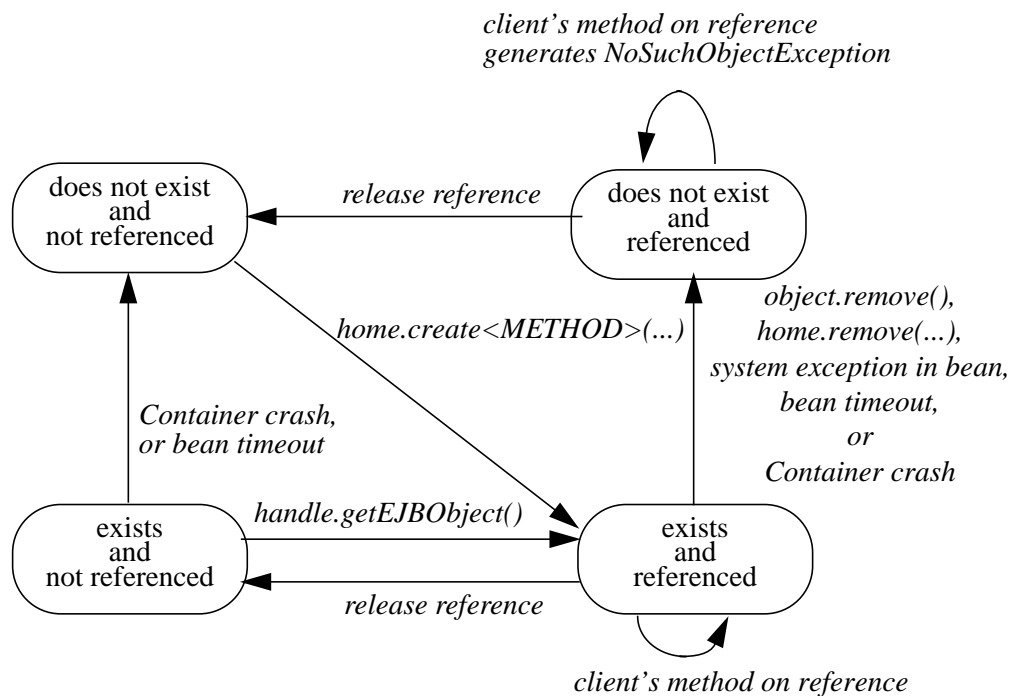 client's method on reference
generates NoSuchObjectException
does not exist
and
not referenced
release reference
does not exist
and
referenced
home.create<METHOD>(...)
object.remove(),
home.remove(...),
system exception in bean,
bean timeout,
or
Container crash
Container crash,
or bean timeout
exists
and
not referenced
handle.getEJBObject()
release reference
exists
and
referenced
client's method on reference